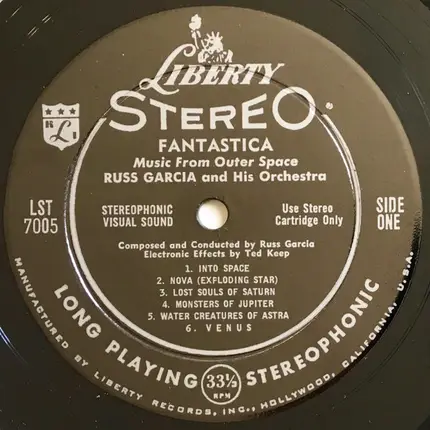 LIBERTY
STEREO
FANTASTICA
Music From Outer Space
RUSS GARCIA and His Orchestra
LST
7005
STEREOPHONIC
VISUAL SOUND
Use Stereo
Cartridge Only
SIDE
ONE
Composed and Conducted by Russ Garcia
Electronic Effects by Ted Keep
1. INTO SPACE
2. NOVA (EXPLODING STAR)
3. LOST SOULS OF SATURN
4. MONSTERS OF JUPITER
5. WATER CREATURES OF ASTRA
6. VENUS
LONG PLAYING
33⅓
RPM
STEREOPHONIC
MANUFACTURED BY LIBERTY RECORDS, INC., HOLLYWOOD, CALIFORNIA U.S.A.